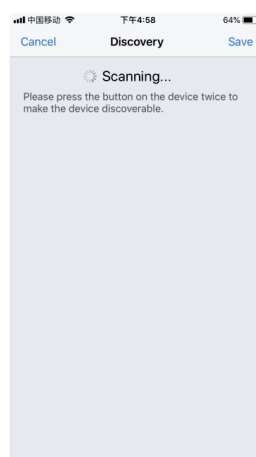 中国移动 下午4:58 64%
Cancel Discovery Save
Scanning...
Please press the button on the device twice to
make the device discoverable.